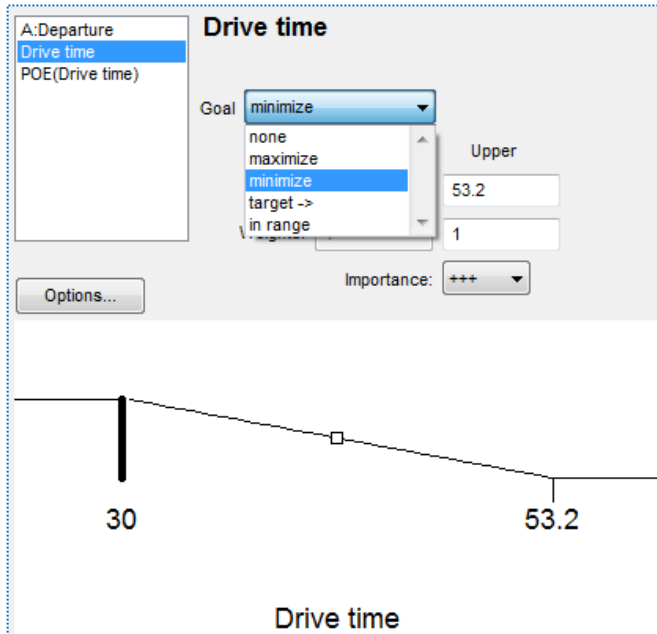 A:Departure
Drive time
POE(Drive time)
Drive time
Goal minimize
none
maximize
minimize
target ->
in range
Upper
53.2
1
Importance: +++
Options...
30 53.2
Drive time